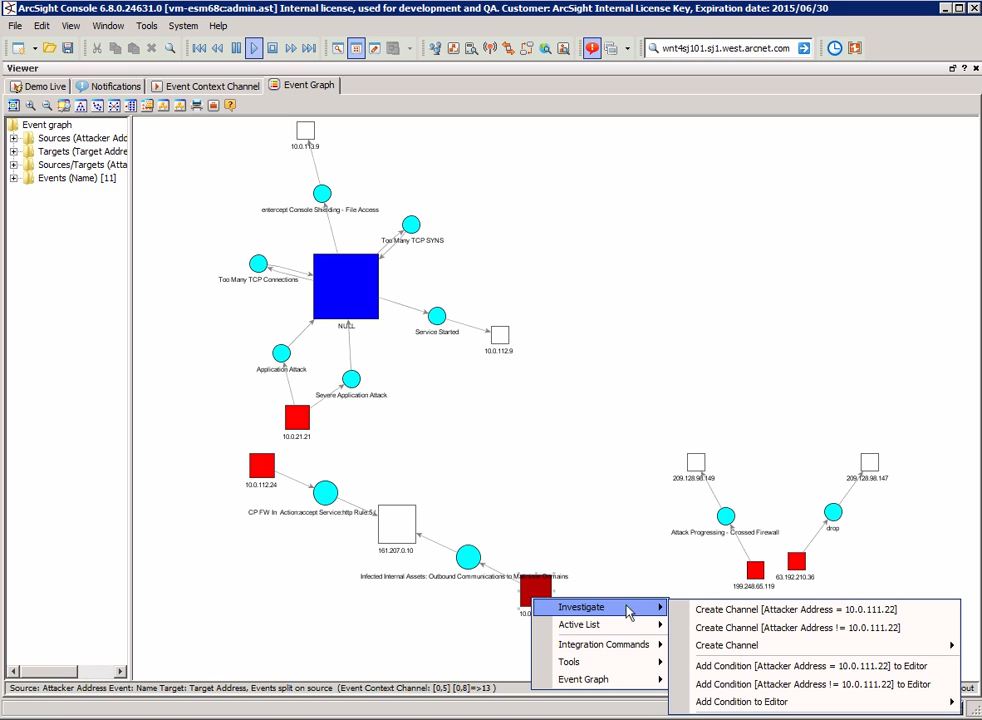 ArcSight Console 6.8.0.24631.0 [vm-esm68c:admin.ast] Internal license, used for development and QA. Customer: ArcSight Internal License Key, Expiration date: 2015/06/30
File Edit View Window Tools System Help
wnt4sj101.sj1.west.arcnet.com
Viewer
Demo Live Notifications Event Context Channel Event Graph
Event graph
Sources (Attacker Add
Targets (Target Addre
Sources/Targets (Atta
Events (Name) [11]
10.0.113.9
entercept Console Shielding - File Access
Too Many TCP SYNS
Too Many TCP Connections
NULL
Service Started
10.0.112.9
Application Attack
Severe Application Attack
10.0.21.21
10.0.112.24
CP FW In Action:accept Service:http Rule:5
161.207.0.10
Infected Internal Assets: Outbound Communications to Malicious Domains
209.128.98.149
209.128.98.147
Attack Progressing - Crossed Firewall
drop
199.248.65.119
63.192.210.36
Investigate
Active List
Integration Commands
Tools
Event Graph
Create Channel [Attacker Address = 10.0.111.22]
Create Channel [Attacker Address != 10.0.111.22]
Create Channel
Add Condition [Attacker Address = 10.0.111.22] to Editor
Add Condition [Attacker Address != 10.0.111.22] to Editor
Add Condition to Editor
Source: Attacker Address Event: Name Target: Target Address, Events split on source (Event Context Channel: [0,5] [0,8]=>13 )